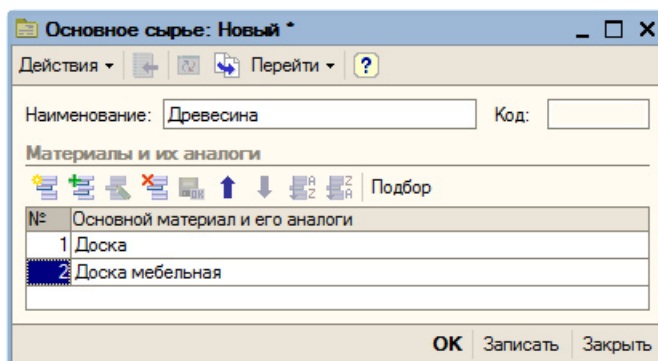 Основное сырье: Новый *
Действия Перейти ?
Наименование: Древесина Код:
Материалы и их аналоги
Подбор
№ Основной материал и его аналоги
1 Доска
2 Доска мебельная
OK Записать Закрыть